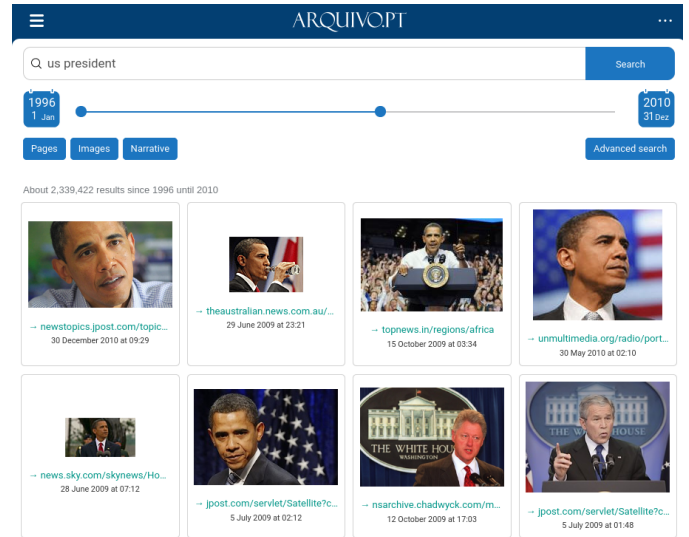 ARQUIVO.PT
us president
Search
1996
1 Jan
2010
31 Dez
Pages
Images
Narrative
Advanced search
About 2,339,422 results since 1996 until 2010
→ newstopics.jpost.com/topic...
30 December 2010 at 09:29
→ theaustralian.news.com.au/...
29 June 2009 at 23:21
→ topnews.in/regions/africa
15 October 2009 at 03:34
→ unmultimedia.org/radio/port...
30 May 2010 at 02:10
→ news.sky.com/skynews/Ho...
28 June 2009 at 07:12
→ jpost.com/servlet/Satellite?c...
5 July 2009 at 02:12
THE WHITE HOU
WASHINGTON
→ nsarchive.chadwyck.com/m...
12 October 2009 at 17:03
THE
HOUSE
→ jpost.com/servlet/Satellite?c...
5 July 2009 at 01:48